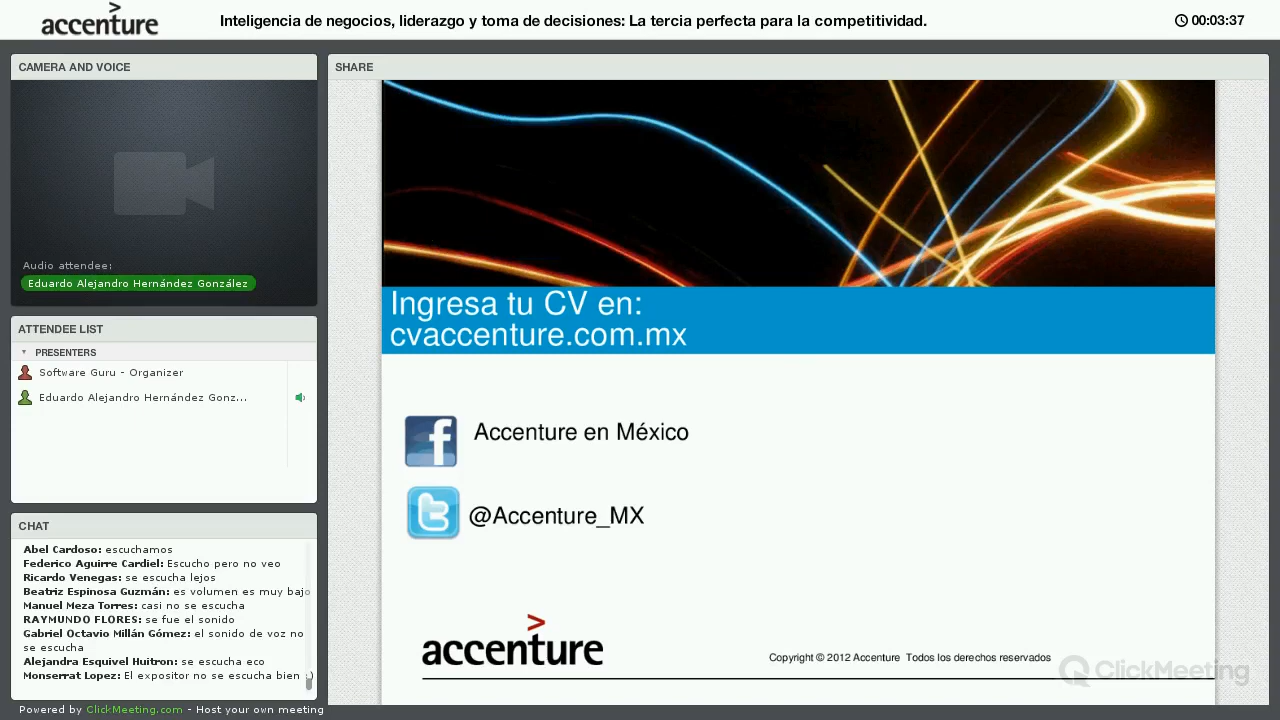 accenture
Inteligencia de negocios, liderazgo y toma de decisiones: La tercia perfecta para la competitividad.
00:03:37
CAMERA AND VOICE
Audio attendee:
Eduardo Alejandro Hernández González
ATTENDEE LIST
PRESENTERS
Software Guru - Organizer
Eduardo Alejandro Hernández Gonz...
CHAT
Abel Cardoso: escuchamos
Federico Aguirre Cardiel: Escucho pero no veo
Ricardo Venegas: se escucha lejos
Beatriz Espinosa Guzmán: es volumen es muy bajo
Manuel Meza Torres: casi no se escucha
RAYMUNDO FLORES: se fue el sonido
Gabriel Octavio Millán Gómez: el sonido de voz no
se escucha
Alejandra Esquivel Huitron: se escucha eco
Monserrat Lopez: El expositor no se escucha bien :)
Powered by ClickMeeting.com - Host your own meeting
SHARE
Ingresa tu CV en:
cvaccenture.com.mx
Accenture en México
@Accenture_MX
accenture
Copyright © 2012 Accenture Todos los derechos reservados
ClickMeeting